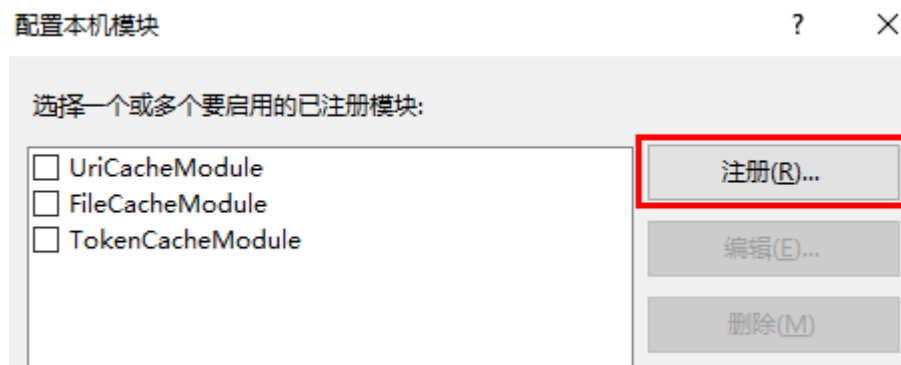 配置本机模块 ? ×
选择一个或多个要启用的已注册模块:
UriCacheModule
FileCacheModule
TokenCacheModule
注册(R)...
编辑(E)...
删除(M)